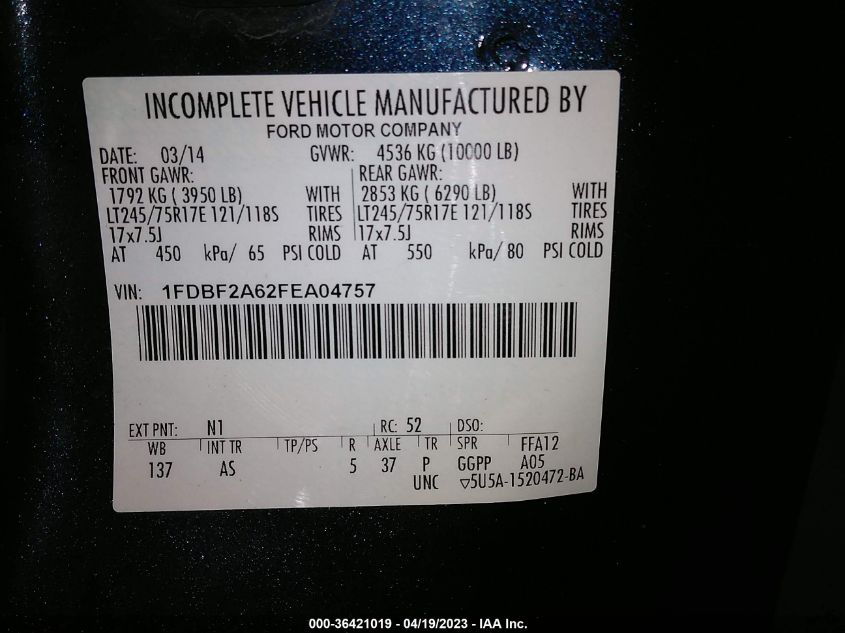 INCOMPLETE VEHICLE MANUFACTURED BY
FORD MOTOR COMPANY
DATE: 03/14 GVWR: 4536 KG (10000 LB)
FRONT GAWR: REAR GAWR:
1792 KG ( 3950 LB) WITH 2853 KG ( 6290 LB) WITH
LT245/75R17E 121/118S TIRES LT245/75R17E 121/118S TIRES
17x7.5J RIMS 17x7.5J RIMS
AT 450 kPa/ 65 PSI COLD AT 550 kPa/ 80 PSI COLD
VIN: 1FDBF2A62FEA04757
EXT PNT: N1 RC: 52 DSO:
WB INT TR TP/PS R AXLE TR SPR FFA12
137 AS 5 37 P GGPP A05
UNC ▽5U5A-1520472-BA
000-36421019 - 04/19/2023 - IAA Inc.